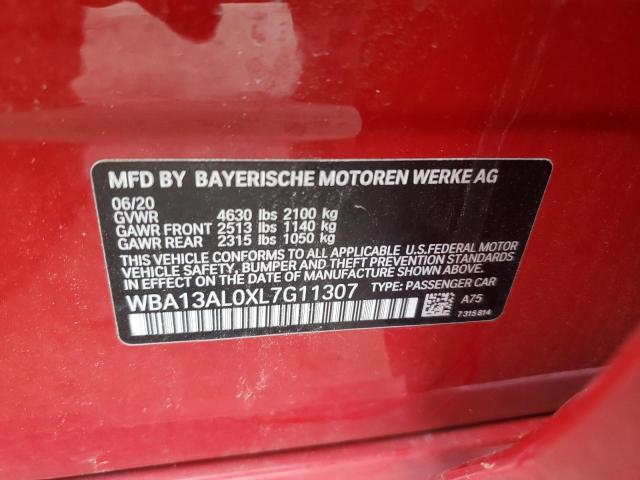 MFD BY BAYERISCHE MOTOREN WERKE AG
06/20
GVWR 4630 lbs 2100 kg
GAWR FRONT 2513 lbs 1140 kg
GAWR REAR 2315 lbs 1050 kg
THIS VEHICLE CONFORMS TO ALL APPLICABLE U.S. FEDERAL MOTOR
VEHICLE SAFETY, BUMPER, AND THEFT PREVENTION STANDARDS
IN EFFECT ON THE DATE OF MANUFACTURE SHOWN ABOVE.
WBA13AL0XL7G11307 TYPE: PASSENGER CAR
A75
7315814